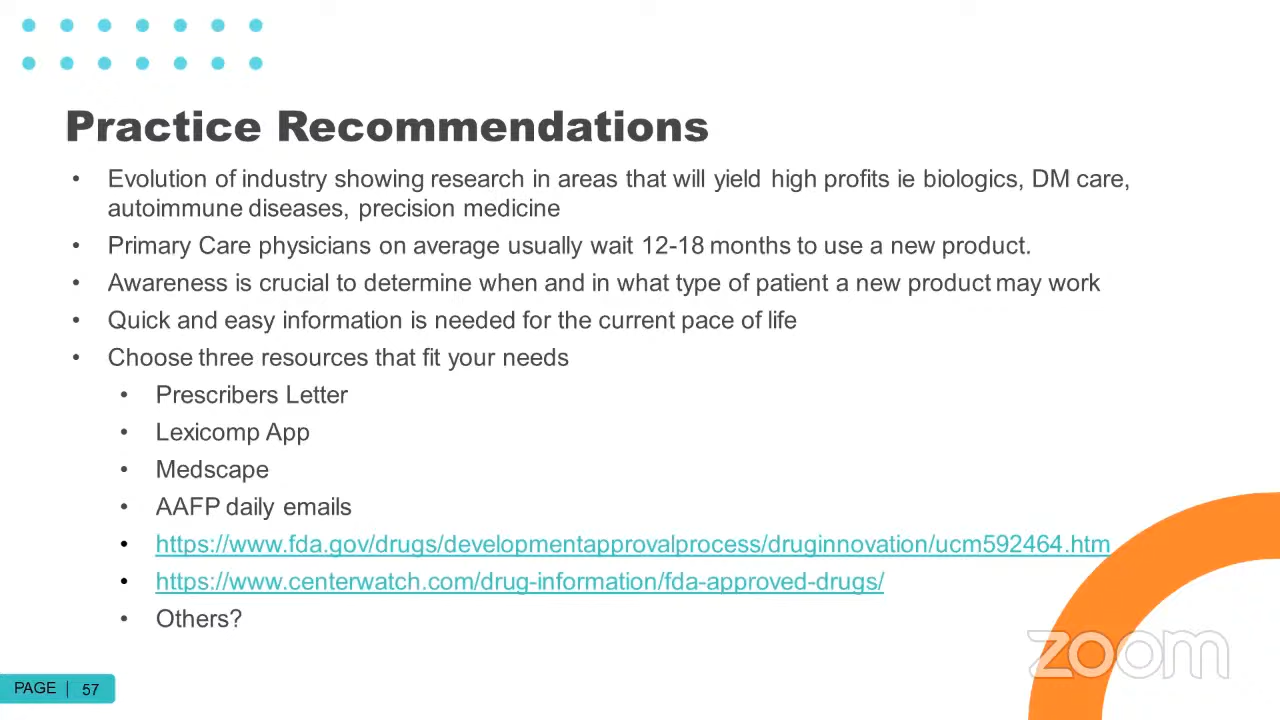 Practice Recommendations
• Evolution of industry showing research in areas that will yield high profits ie biologics, DM care,
autoimmune diseases, precision medicine
• Primary Care physicians on average usually wait 12-18 months to use a new product.
• Awareness is crucial to determine when and in what type of patient a new product may work
• Quick and easy information is needed for the current pace of life
• Choose three resources that fit your needs
• Prescribers Letter
• Lexicomp App
• Medscape
• AAFP daily emails
• https://www.fda.gov/drugs/developmentapprovalprocess/druginnovation/ucm592464.htm
• https://www.centerwatch.com/drug-information/fda-approved-drugs/
• Others?
zoom
PAGE | 57